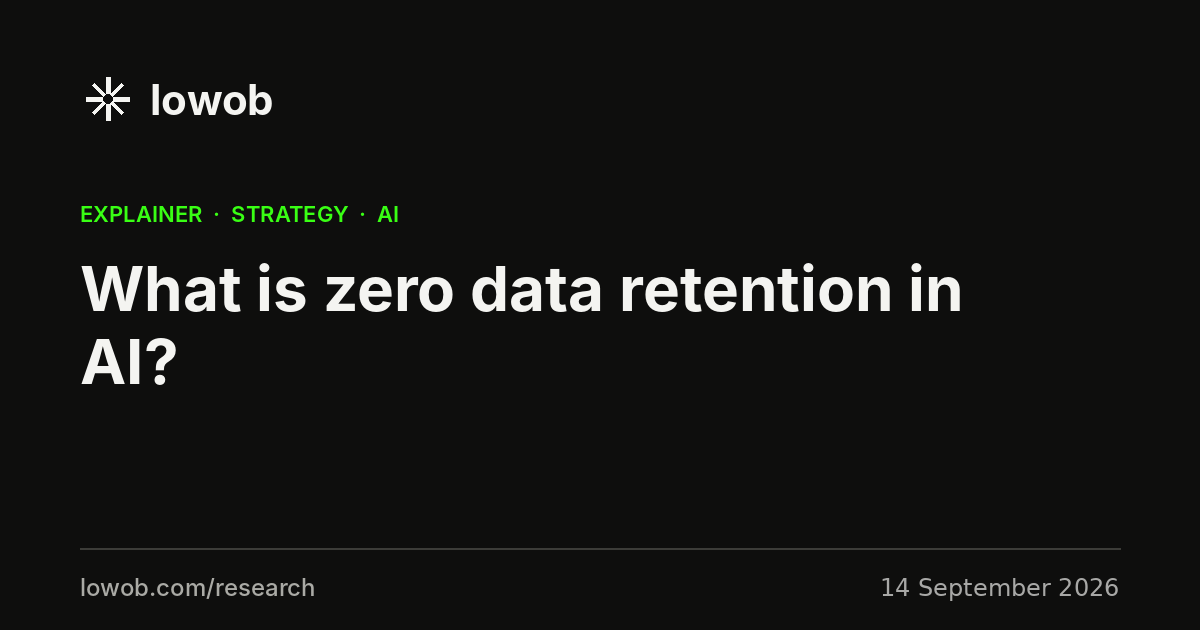 lowob
EXPLAINER · STRATEGY · AI
What is zero data retention in
AI?
lowob.com/research
14 September 2026